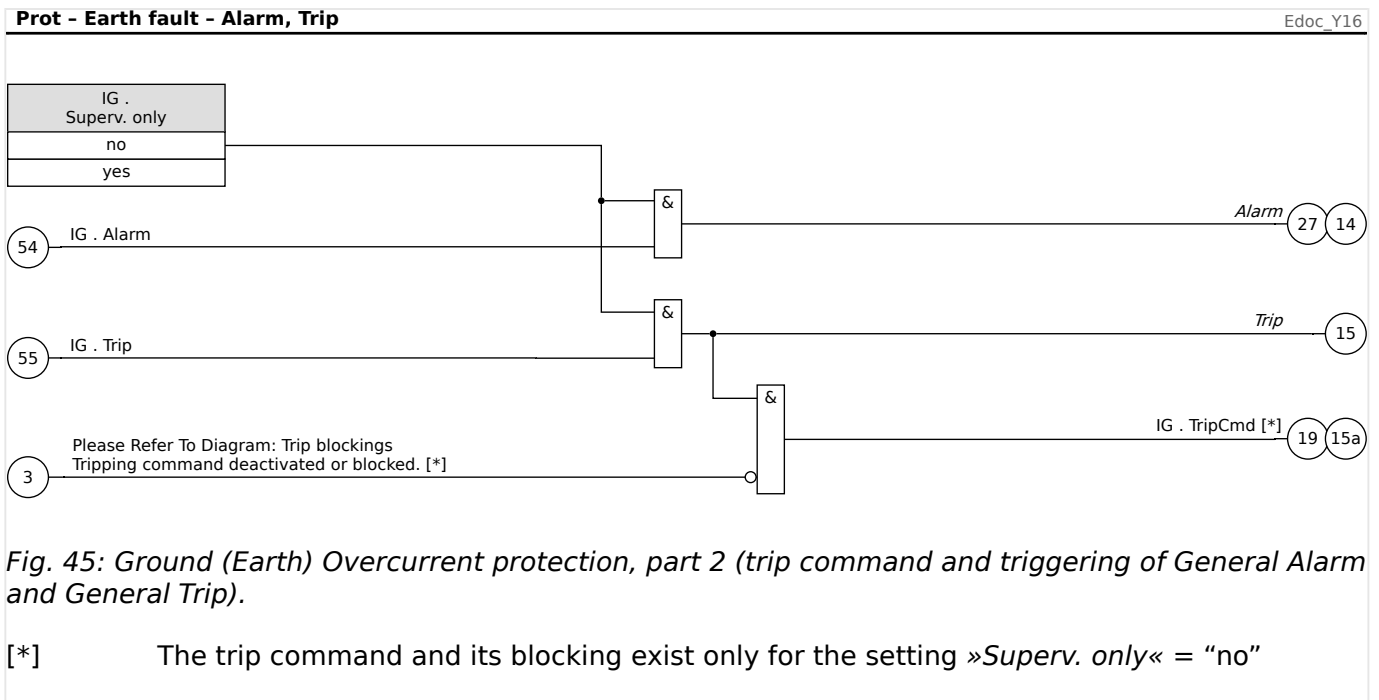 Prot – Earth fault – Alarm, Trip
Edoc_Y16
IG .
Superv. only
no
yes
&
Alarm
27
14
54
IG . Alarm
&
Trip
15
55
IG . Trip
&
IG . TripCmd [*]
19
15a
Please Refer To Diagram: Trip blockings
Tripping command deactivated or blocked. [*]
3
Fig. 45: Ground (Earth) Overcurrent protection, part 2 (trip command and triggering of General Alarm
and General Trip).
[*] The trip command and its blocking exist only for the setting »Superv. only« = “no”